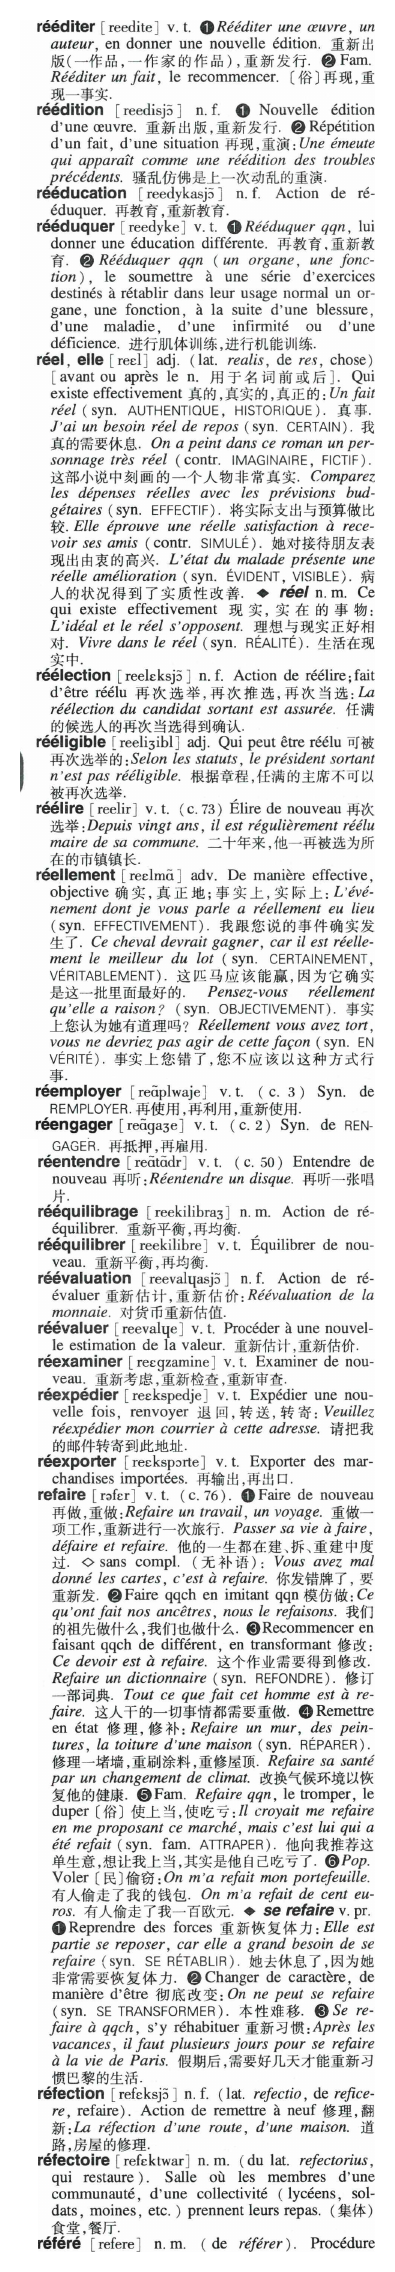 rééditer [reedite] v. t. ❶ Rééditer une œuvre, un
auteur, en donner une nouvelle édition. 重新出
版(一作品,一作家的作品),重新发行. ❷ Fam.
Rééditer un fait, le recommencer. 〔俗〕再现,重
现一事实.
réédition [reedisjɔ̃] n. f. ❶ Nouvelle édition
d'une œuvre. 重新出版,重新发行. ❷ Répétition
d'un fait, d'une situation 再现,重演:Une émeute
qui apparaît comme une réédition des troubles
précédents. 骚乱仿佛是上一次动乱的重演.
rééducation [reedykasjɔ̃] n. f. Action de ré-
éduquer. 再教育,重新教育.
rééduquer [reedyke] v. t. ❶ Rééduquer qqn, lui
donner une éducation différente. 再教育,重新教
育. ❷ Rééduquer qqn (un organe, une fonc-
tion), le soumettre à une série d'exercices
destinés à rétablir dans leur usage normal un or-
gane, une fonction, à la suite d'une blessure,
d'une maladie, d'une infirmité ou d'une
déficience. 进行肌体训练,进行机能训练.
réel, elle [reεl] adj. (lat. realis, de res, chose)
[avant ou après le n. 用于名词前或后]. Qui
existe effectivement 真的,真实的,真正的:Un fait
réel (syn. AUTHENTIQUE, HISTORIQUE). 真事.
J'ai un besoin réel de repos (syn. CERTAIN). 我
真的需要休息. On a peint dans ce roman un per-
sonnage très réel (contr. IMAGINAIRE, FICTIF).
这部小说中刻画的一个人物非常真实. Comparez
les dépenses réelles avec les prévisions bud-
gétaires (syn. EFFECTIF). 将实际支出与预算做比
较. Elle éprouve une réelle satisfaction à rece-
voir ses amis (contr. SIMULÉ). 她对接待朋友表
现出由衷的高兴. L'état du malade présente une
réelle amélioration (syn. ÉVIDENT, VISIBLE). 病
人的状况得到了实质性改善. ◆ réel n. m. Ce
qui existe effectivement 现实,实在的事物:
L'idéal et le réel s'opposent. 理想与现实正好相
对. Vivre dans le réel (syn. RÉALITÉ). 生活在现
实中.
réélection [reelεksjɔ̃] n. f. Action de réélire;fait
d'être réélu 再次选举,再次推选,再次当选:La
réélection du candidat sortant est assurée. 任满
的候选人的再次当选得到确认.
rééligible [reeliʒibl] adj. Qui peut être réélu 可被
再次选举的:Selon les statuts, le président sortant
n'est pas rééligible. 根据章程,任满的主席不可以
被再次选举.
réélire [reelir] v. t. (c. 73) Élire de nouveau 再次
选举:Depuis vingt ans, il est régulièrement réélu
maire de sa commune. 二十年来,他一再被选为所
在的市镇镇长.
réellement [reεlmɑ̃] adv. De manière effective,
objective 确实,真正地;事实上,实际上:L'évé-
nement dont je vous parle a réellement eu lieu
(syn. EFFECTIVEMENT). 我跟您说的事件确实发
生了. Ce cheval devrait gagner, car il est réelle-
ment le meilleur du lot (syn. CERTAINEMENT,
VÉRITABLEMENT). 这匹马应该能赢,因为它确实
是这一批里面最好的. Pensez-vous réellement
qu'elle a raison? (syn. OBJECTIVEMENT). 事实
上您认为她有道理吗? Réellement vous avez tort,
vous ne devriez pas agir de cette façon (syn. EN
VÉRITÉ). 事实上您错了,您不应该以这种方式行
事.
réemployer [reɑ̃plwaje] v. t. (c. 3) Syn. de
REMPLOYER. 再使用,再利用,重新使用.
réengager [reɑ̃gaʒe] v. t. (c. 2) Syn. de REN-
GAGER. 再抵押,再雇用.
réentendre [reɑ̃tɑ̃dr] v. t. (c. 50) Entendre de
nouveau 再听:Réentendre un disque. 再听一张唱
片.
rééquilibrage [reekilibraʒ] n. m. Action de ré-
équilibrer. 重新平衡,再均衡.
rééquilibrer [reekilibre] v. t. Équilibrer de nou-
veau. 重新平衡,再均衡.
réévaluation [reevalɥasjɔ̃] n. f. Action de ré-
évaluer 重新估计,重新估价:Réévaluation de la
monnaie. 对货币重新估值.
réévaluer [reevalɥe] v. t. Procéder à une nouvel-
le estimation de la valeur. 重新估计,重新估价.
réexaminer [reεgzamine] v. t. Examiner de nou-
veau. 重新考虑,重新检查,重新审查.
réexpédier [reεkspedje] v. t. Expédier une nou-
velle fois, renvoyer 退回,转送,转寄:Veuillez
réexpédier mon courrier à cette adresse. 请把我
的邮件转寄到此地址.
réexporter [reεkspɔrte] v. t. Exporter des mar-
chandises importées. 再输出,再出口.
refaire [rəfεr] v. t. (c. 76). ❶ Faire de nouveau
再做,重做:Refaire un travail, un voyage. 重做一
项工作,重新进行一次旅行. Passer sa vie à faire,
défaire et refaire. 他的一生都在建、拆、重建中度
过. ◇ sans compl. (无补语): Vous avez mal
donné les cartes, c'est à refaire. 你发错牌了,要
重新发. ❷ Faire qqch en imitant qqn 模仿做:Ce
qu'ont fait nos ancêtres, nous le refaisons. 我们
的祖先做什么,我们也做什么. ❸ Recommencer en
faisant qqch de différent, en transformant 修改:
Ce devoir est à refaire. 这个作业需要得到修改.
Refaire un dictionnaire (syn. REFONDRE). 修订
一部词典. Tout ce que fait cet homme est à re-
faire. 这人干的一切事情都需要重做. ❹ Remettre
en état 修理,修补:Refaire un mur, des pein-
tures, la toiture d'une maison (syn. RÉPARER).
修理一堵墙,重刷涂料,重修屋顶. Refaire sa santé
par un changement de climat. 改换气候环境以恢
复他的健康. ❺ Fam. Refaire qqn, le tromper, le
duper〔俗〕使上当,使吃亏:Il croyait me refaire
en me proposant ce marché, mais c'est lui qui a
été refait (syn. fam. ATTRAPER). 他向我推荐这
单生意,想让我上当,其实是他自己吃亏了. ❻ Pop.
Voler〔民〕偷窃:On m'a refait mon portefeuille.
有人偷走了我的钱包. On m'a refait de cent eu-
ros. 有人偷走了我一百欧元. ◆ se refaire v. pr.
❶ Reprendre des forces 重新恢复体力:Elle est
partie se reposer, car elle a grand besoin de se
refaire (syn. SE RÉTABLIR). 她去休息了,因为她
非常需要恢复体力. ❷ Changer de caractère, de
manière d'être 彻底改变:On ne peut se refaire
(syn. SE TRANSFORMER). 本性难移. ❸ Se re-
faire à qqch, s'y réhabituer 重新习惯:Après les
vacances, il faut plusieurs jours pour se refaire
à la vie de Paris. 假期后,需要好几天才能重新习
惯巴黎的生活.
réfection [refεksjɔ̃] n. f. (lat. refectio, de refice-
re, refaire). Action de remettre à neuf 修理,翻
新:La réfection d'une route, d'une maison. 道
路,房屋的修理.
réfectoire [refεktwar] n. m. (du lat. refectorius,
qui restaure). Salle où les membres d'une
communauté, d'une collectivité (lycéens, sol-
dats, moines, etc.) prennent leurs repas. (集体)
食堂,餐厅.
référé [refere] n. m. (de référer). Procédure